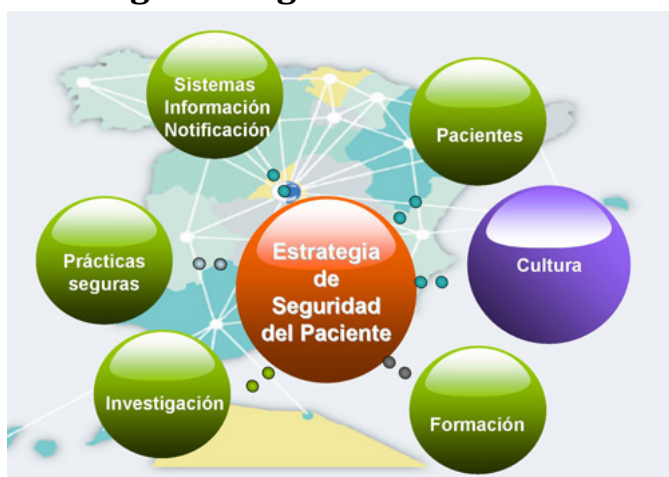 Sistemas
Información
Notificación
Pacientes
Estrategia
de
Seguridad
del Paciente
Cultura
Prácticas
seguras
Investigación
Formación